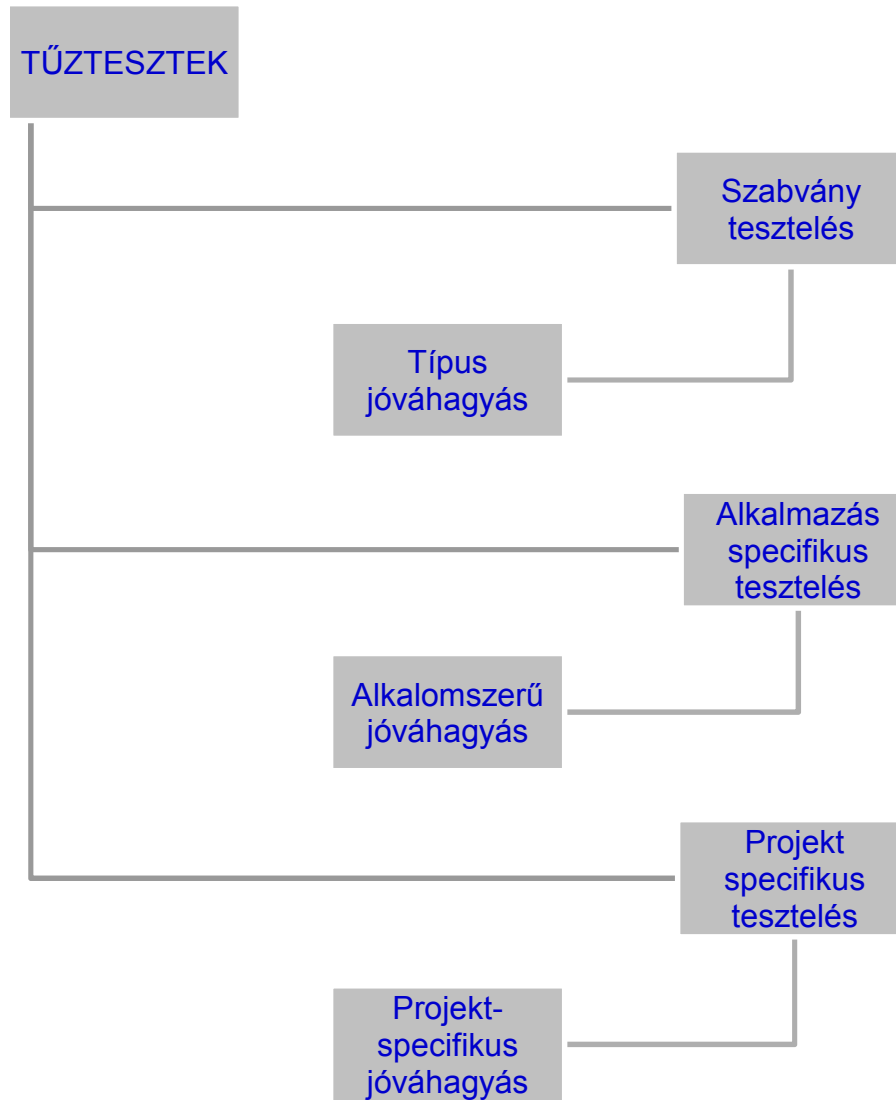 TŰZTESZTEK
Szabvány
tesztelés
Típus
jóváhagyás
Alkalmazás
specifikus
tesztelés
Alkalomszerű
jóváhagyás
Projekt
specifikus
tesztelés
Projekt-
specifikus
jóváhagyás